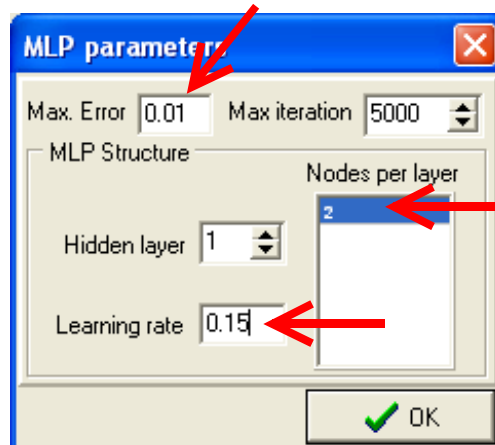 MLP parameters
Max. Error 0.01 Max iteration 5000
MLP Structure
Nodes per layer
2
Hidden layer 1
Learning rate 0.15
OK